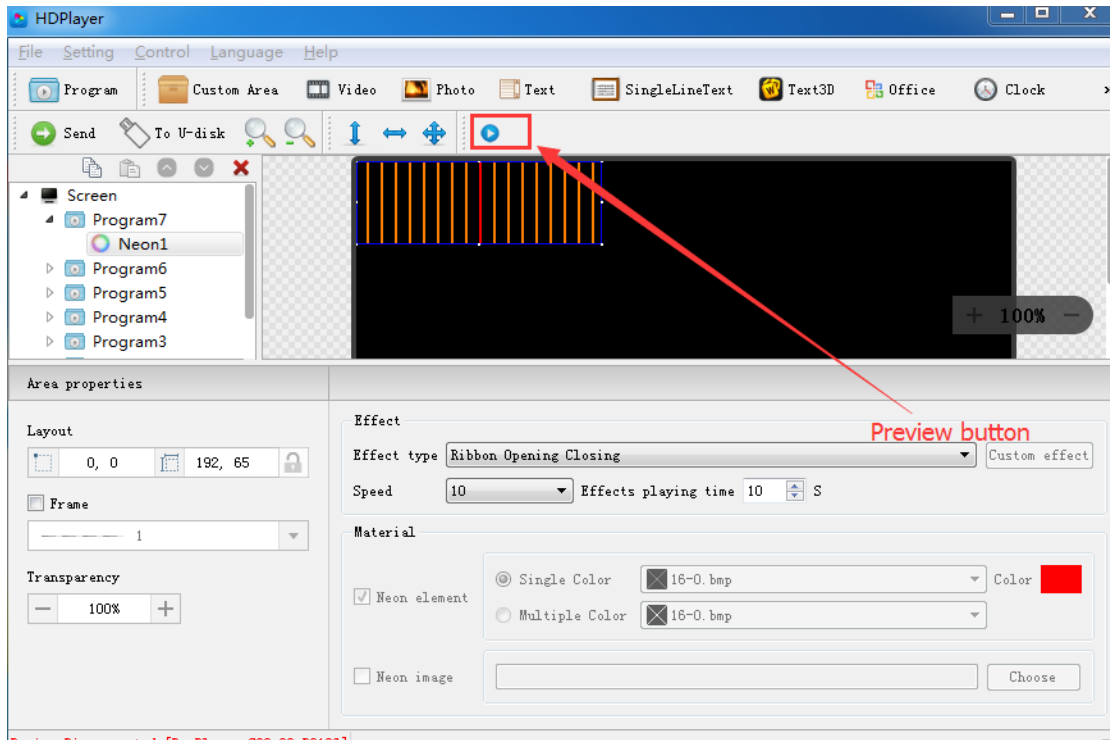 HDPlayer
File Setting Control Language Help
Program Custom Area Video Photo Text SingleLineText Text3D Office Clock
Send To U-disk
Screen
Program7
Neon1
Program6
Program5
Program4
Program3
+ 100% −
Area properties
Layout
0, 0 192, 65
Frame
1
Transparency
− 100% +
Preview button
Effect
Effect type Ribbon Opening Closing Custom effect
Speed 10 Effects playing time 10 S
Material
Neon element
Single Color 16-0.bmp Color
Multiple Color 16-0.bmp
Neon image Choose